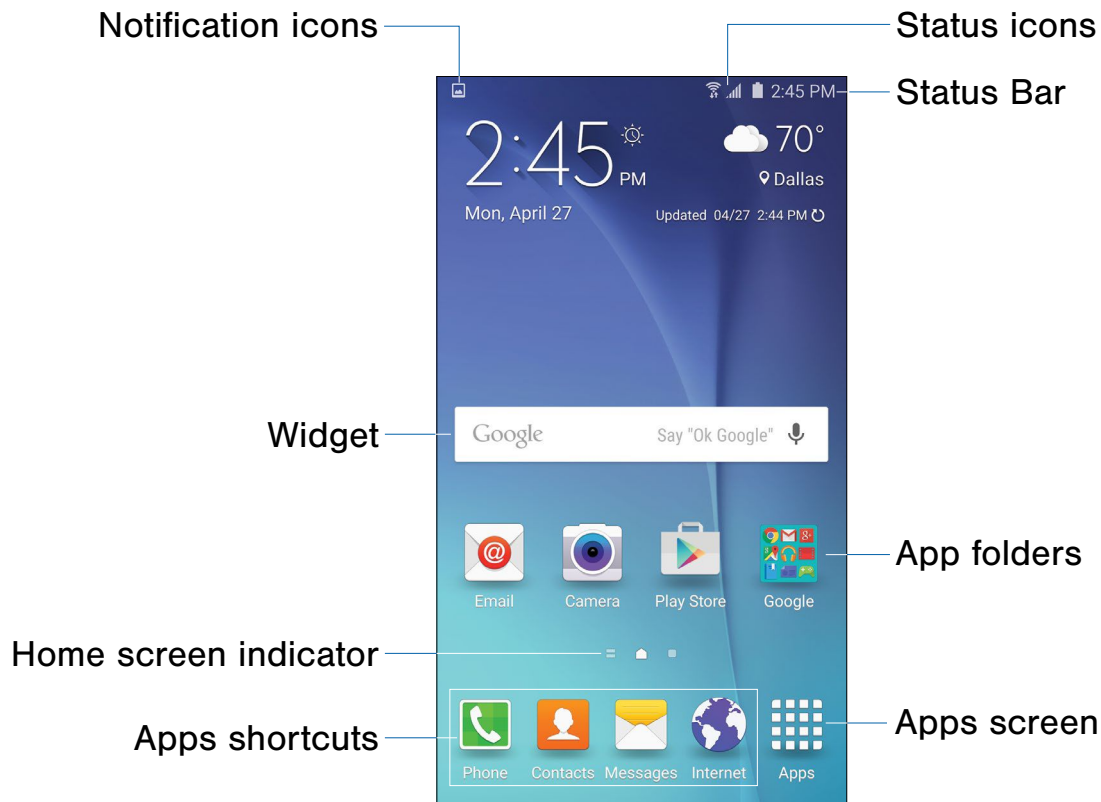 Notification icons
Status icons
2:45 PM
Status Bar
2:45 PM
70°
Dallas
Mon, April 27
Updated 04/27 2:44 PM
Widget
Google Say "Ok Google"
App folders
Email Camera Play Store Google
Home screen indicator
Apps shortcuts
Apps screen
Phone Contacts Messages Internet Apps